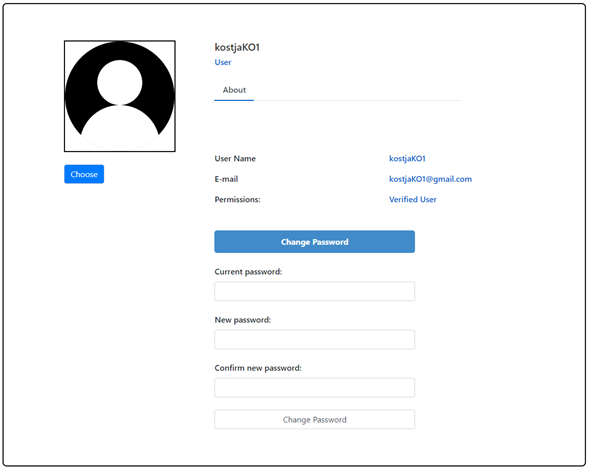 kostjaKO1
User
About
Choose
User Name kostjaKO1
E-mail kostjaKO1@gmail.com
Permissions: Verified User
Change Password
Current password:
New password:
Confirm new password:
Change Password